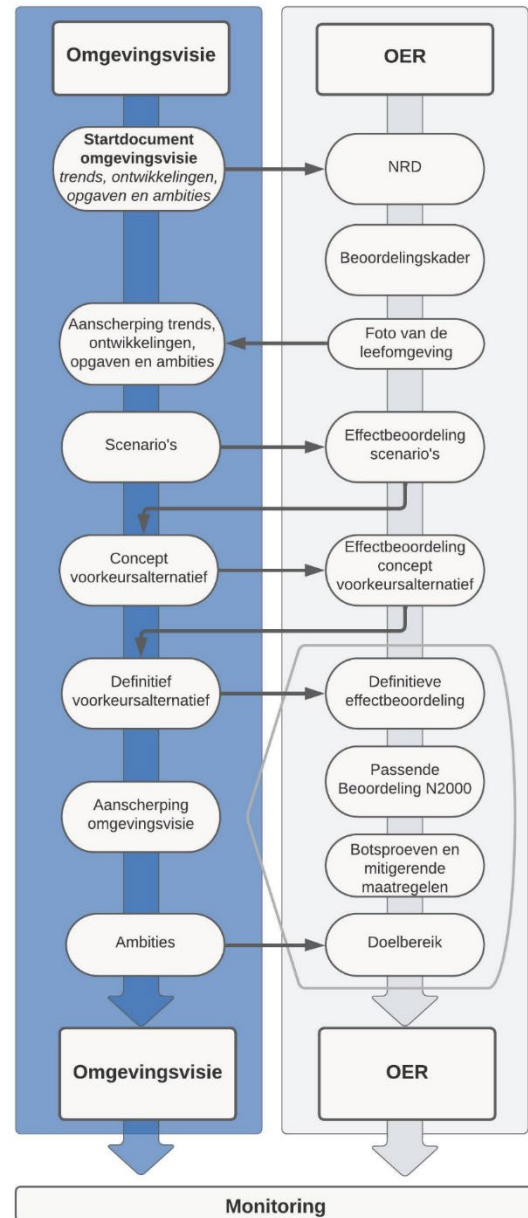 Omgevingsvisie
OER
Startdocument
omgevingsvisie
trends, ontwikkelingen,
opgaven en ambities
NRD
Beoordelingskader
Aanscherping trends,
ontwikkelingen,
opgaven en ambities
Foto van de
leefomgeving
Scenario's
Effectbeoordeling
scenario's
Concept
voorkeursalternatief
Effectbeoordeling
concept
voorkeursalternatief
Definitief
voorkeursalternatief
Definitieve
effectbeoordeling
Aanscherping
omgevingsvisie
Passende
Beoordeling N2000
Botsproeven en
mitigerende
maatregelen
Ambities
Doelbereik
Omgevingsvisie
OER
Monitoring